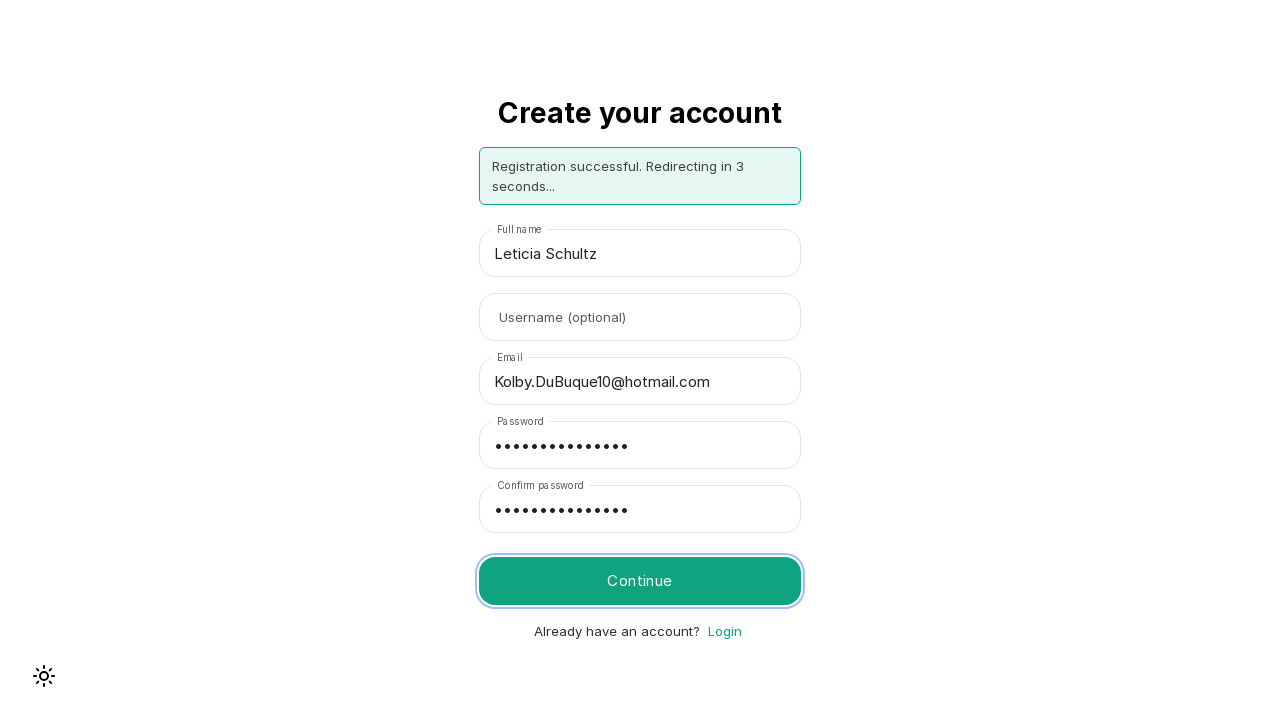 Create your account
Registration successful. Redirecting in 3
seconds...
Full name
Leticia Schultz
Username (optional)
Email
Kolby.DuBuque10@hotmail.com
Password
•••••••••••••••
Confirm password
•••••••••••••••
Continue
Already have an account? Login